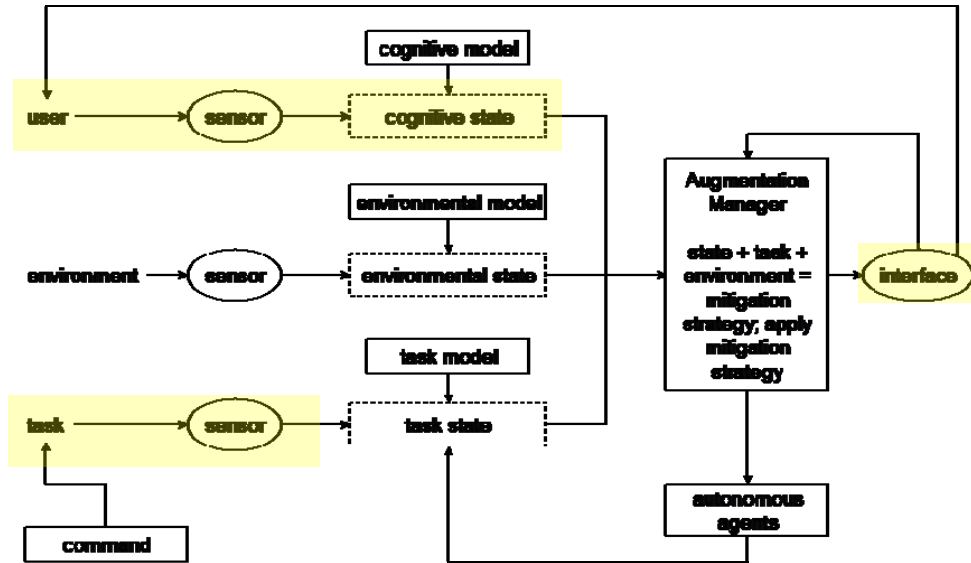 cognitive model
user
sensor
cognitive state
environmental model
environment
sensor
environmental state
Augmentation
Manager
state + task +
environment =
mitigation
strategy; apply
mitigation
strategy
interface
task model
task
sensor
task state
autonomous
agents
command